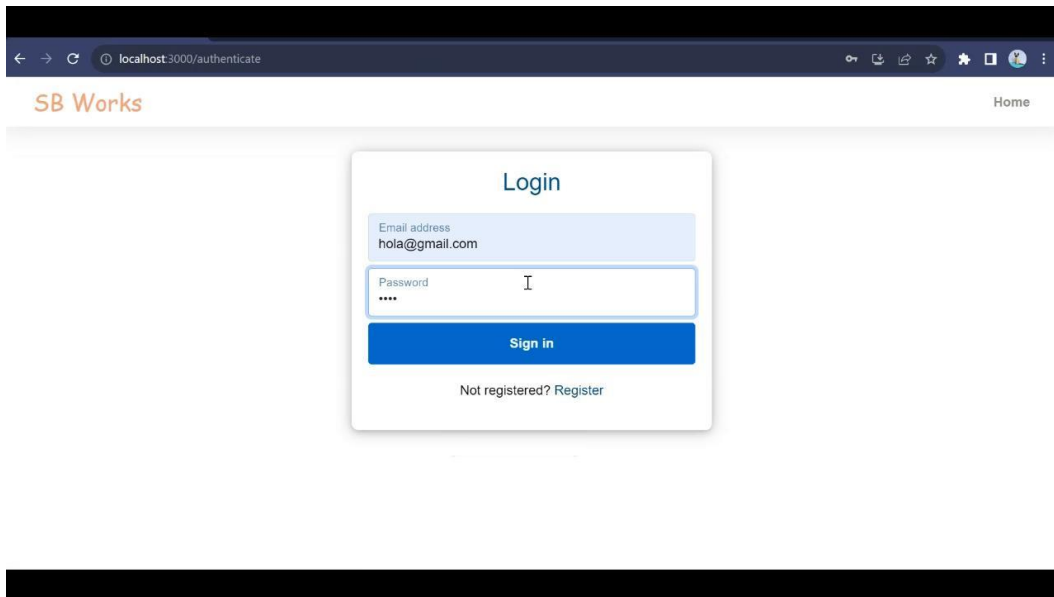 localhost:3000/authenticate
SB Works
Home
Login
Email address
hola@gmail.com
Password
••••
Sign in
Not registered? Register